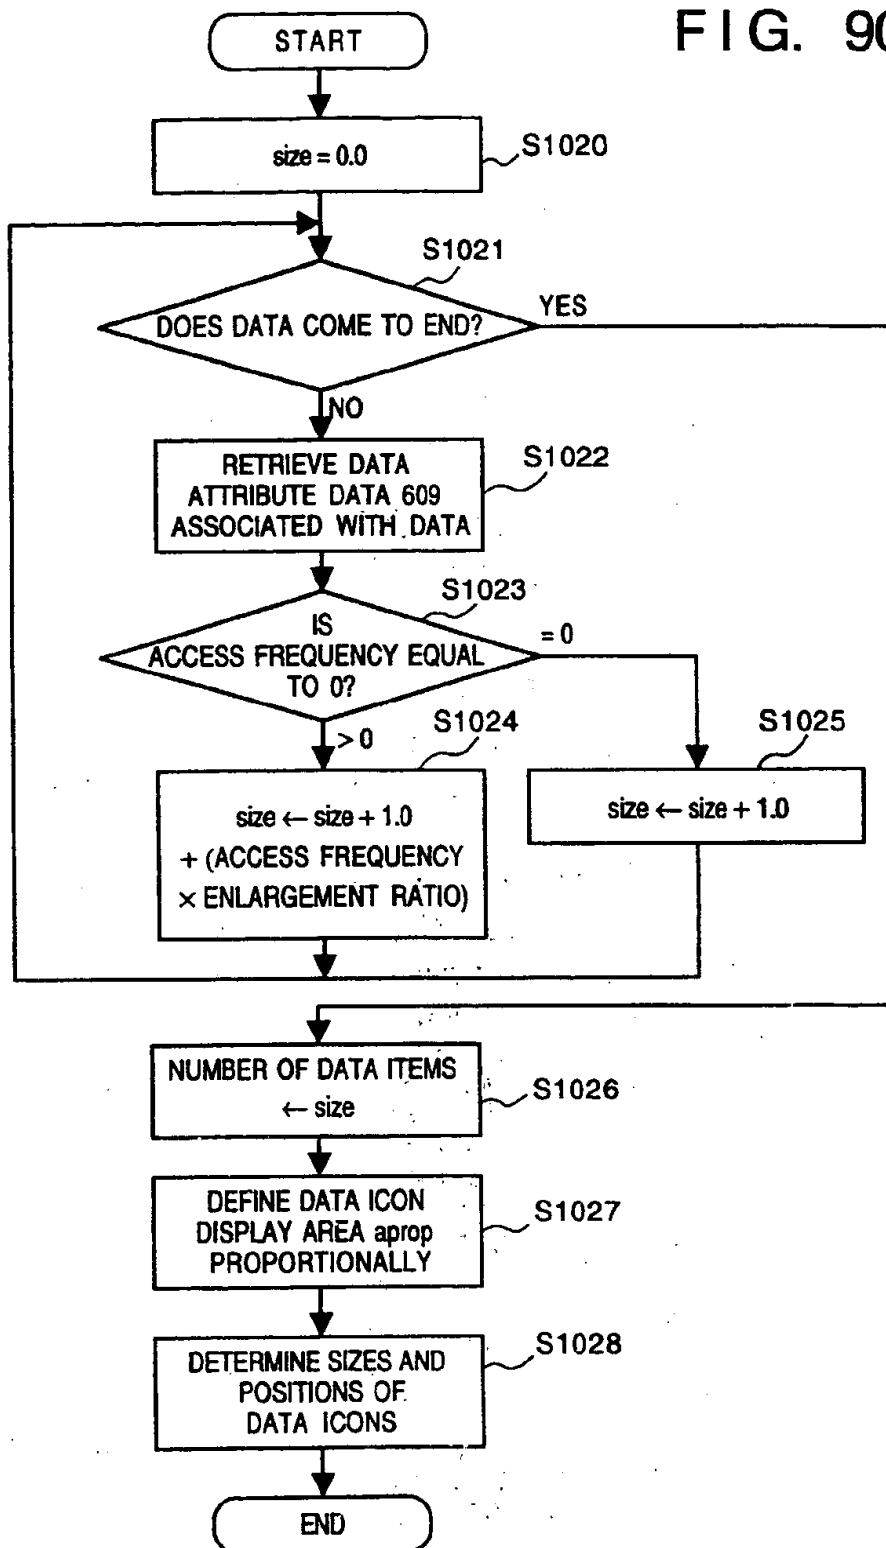 FIG. 90
START
size = 0.0
S1020
S1021
DOES DATA COME TO END?
YES
NO
RETRIEVE DATA
ATTRIBUTE DATA 609
ASSOCIATED WITH DATA
S1022
S1023
IS
ACCESS FREQUENCY EQUAL
TO 0?
= 0
> 0
S1024
size ← size + 1.0
+ (ACCESS FREQUENCY
× ENLARGEMENT RATIO)
S1025
size ← size + 1.0
NUMBER OF DATA ITEMS
← size
S1026
DEFINE DATA ICON
DISPLAY AREA aprop
PROPORTIONALLY
S1027
DETERMINE SIZES AND
POSITIONS OF
DATA ICONS
S1028
END